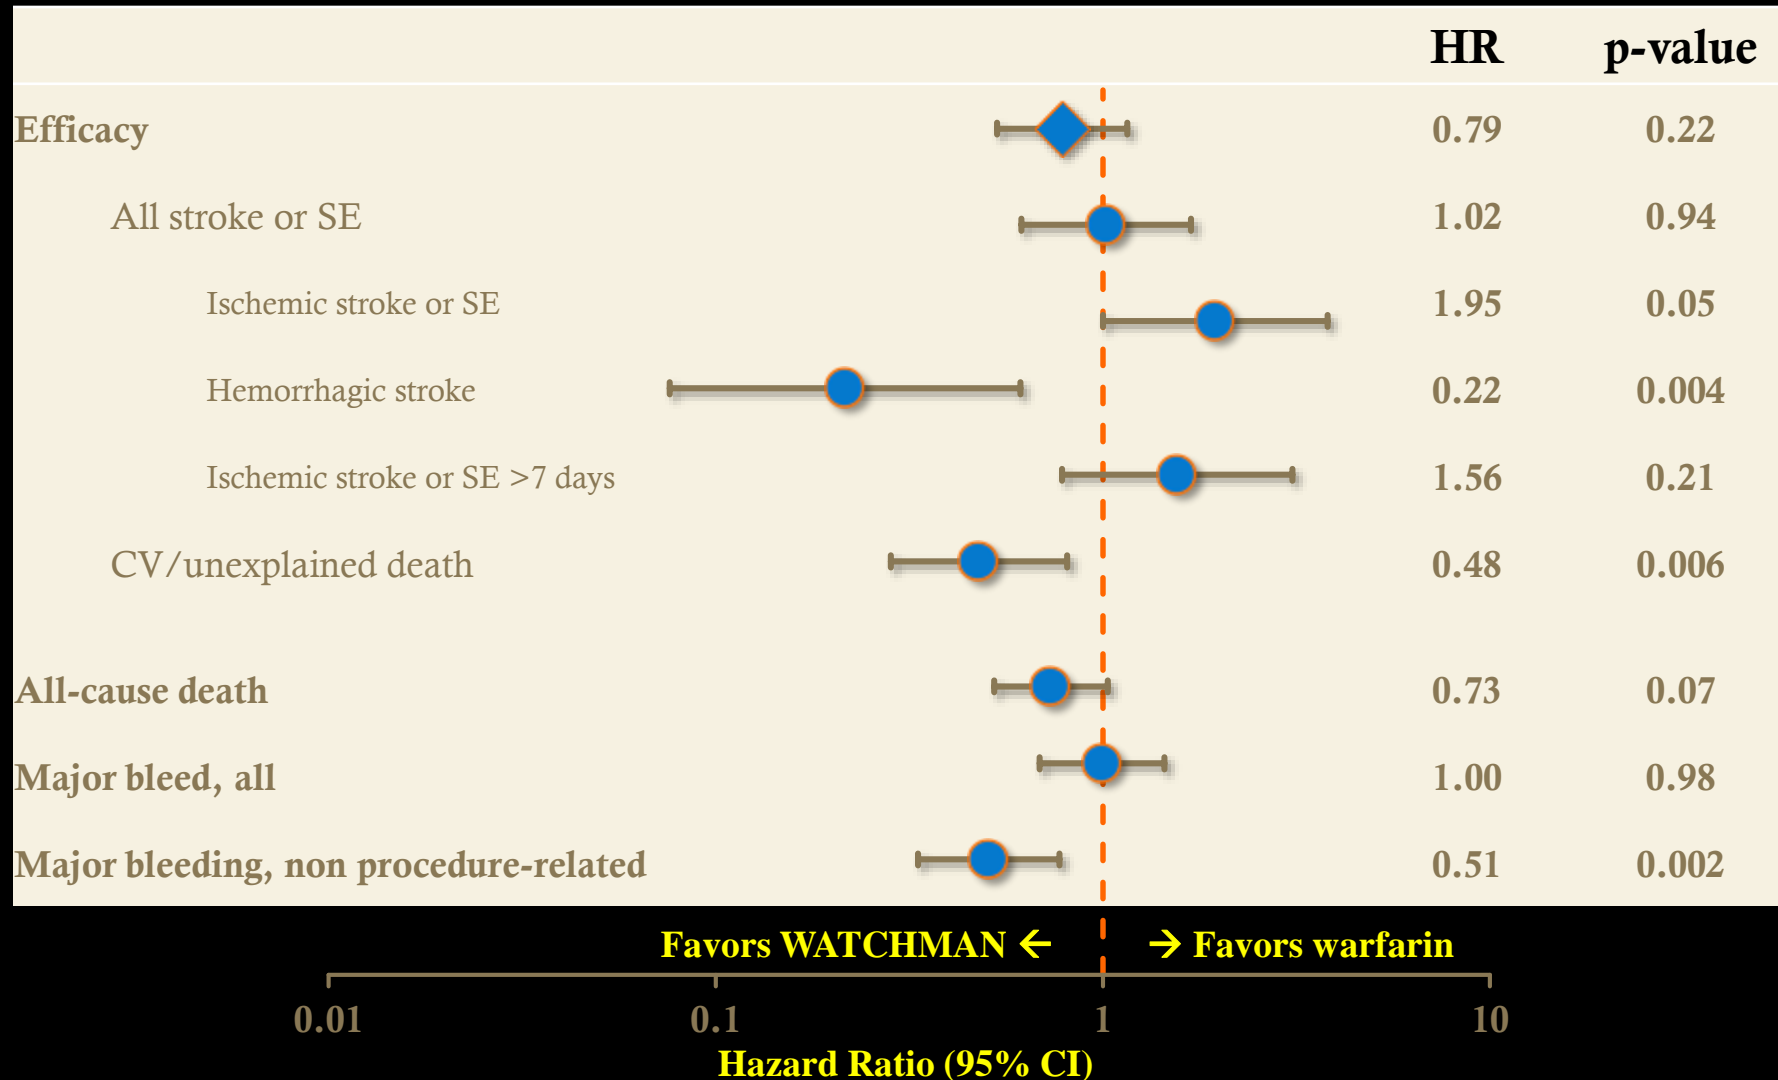 HR p-value
Efficacy 0.79 0.22
All stroke or SE 1.02 0.94
Ischemic stroke or SE 1.95 0.05
Hemorrhagic stroke 0.22 0.004
Ischemic stroke or SE >7 days 1.56 0.21
CV/unexplained death 0.48 0.006
All-cause death 0.73 0.07
Major bleed, all 1.00 0.98
Major bleeding, non procedure-related 0.51 0.002
Favors WATCHMAN ← → Favors warfarin
0.01 0.1 1 10
Hazard Ratio (95% CI)